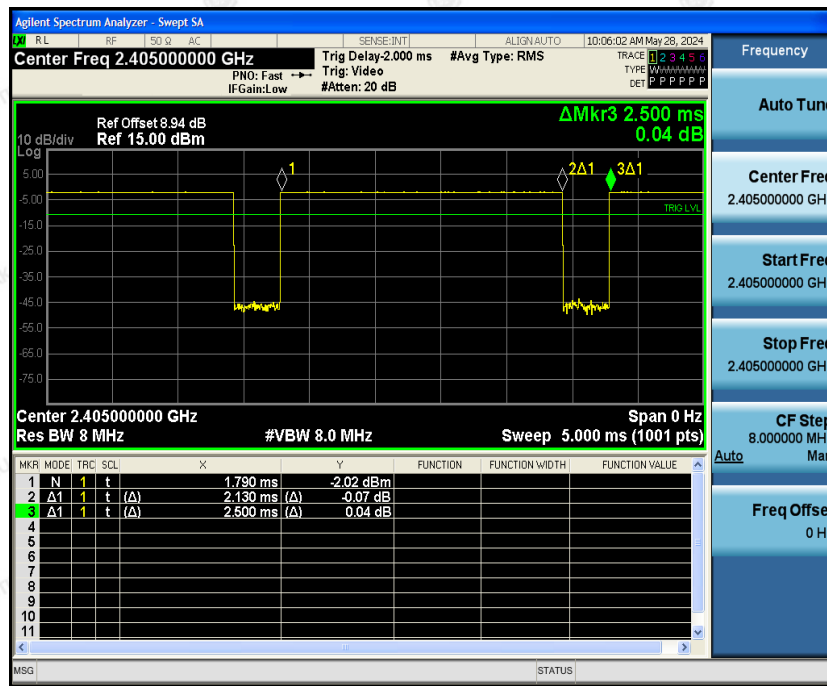 Agilent Spectrum Analyzer - Swept SA
LXI RL RF 50 Ω AC SENSE:INT ALIGN AUTO 10:06:02 AM May 28, 2024
Center Freq 2.405000000 GHz
PNO: Fast
IFGain:Low
Trig Delay-2.000 ms
Trig: Video
#Atten: 20 dB
#Avg Type: RMS
TRACE 1 2 3 4 5 6
TYPE W
DET P P P P P P
Ref Offset 8.94 dB
Ref 15.00 dBm
10 dB/div
Log
ΔMkr3 2.500 ms
0.04 dB
1
2Δ1
3Δ1
TRIG LVL
5.00
-5.00
-15.0
-25.0
-35.0
-45.0
-55.0
-65.0
-75.0
Center 2.405000000 GHz
Span 0 Hz
Res BW 8 MHz
#VBW 8.0 MHz
Sweep 5.000 ms (1001 pts)
MKR MODE TRC SCL X Y FUNCTION FUNCTION WIDTH FUNCTION VALUE
1 N 1 t 1.790 ms -2.02 dBm
2 Δ1 1 t (Δ) 2.130 ms (Δ) -0.07 dB
3 Δ1 1 t (Δ) 2.500 ms (Δ) 0.04 dB
4
5
6
7
8
9
10
11
MSG
STATUS
Frequency
Auto Tun
Center Fre
2.405000000 GH
Start Fre
2.405000000 GH
Stop Fre
2.405000000 GH
CF Step
8.000000 MH
Auto Ma
Freq Offse
0 H